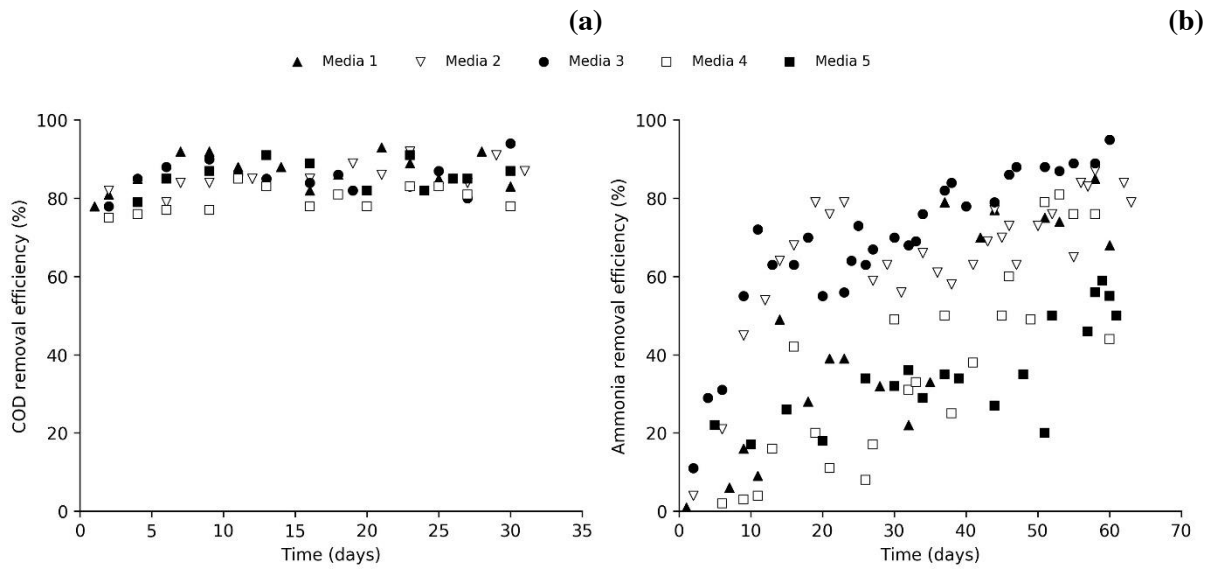 (a) (b)
Media 1 Media 2 Media 3 Media 4 Media 5
100
80
60
40
20
0
COD removal efficiency (%)
0 5 10 15 20 25 30 35
Time (days)
100
80
60
40
20
0
Ammonia removal efficiency (%)
0 10 20 30 40 50 60 70
Time (days)